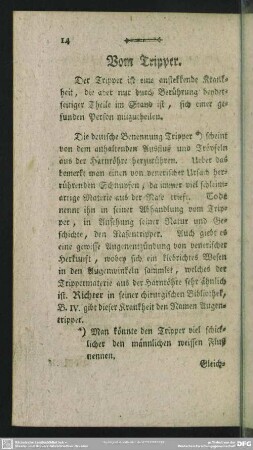 14
Vom Tripper.
Der Tripper ist eine ansteckende Krank-
heit, die aber nur durch Berührung beyder-
seitiger Theile im Stand ist, sich einer ge-
sunden Person mitzutheilen.
Die deutsche Benennung Tripper *) scheint
von dem anhaltenden Ausfluß und Tröpfeln
aus der Harnröhre herzurühren. Ueber das
bemerkt man einen von venerischer Ursach her-
rührenden Schnupfen, da immer viel schleim-
artige Materie aus der Nase triefe. Tode
nennt ihn in seiner Abhandlung vom Trip-
per, in Ansehung seiner Natur und Ge-
schichte, den Nasentripper. Auch giebt es
eine gewisse Augenentzündung von venerischer
Herkunft, wobey sich ein klebrichtes Wesen
in den Augenwinkeln sammlet, welches der
Trippermaterie aus der Harnröhre sehr ähnlich
ist. Richter in seiner chirurgischen Bibliothek,
B. IV. gibt dieser Krankheit den Namen Augen-
tripper.
*) Man könnte den Tripper viel schick-
licher den männlichen weissen Fluß
nennen.
Gleich-